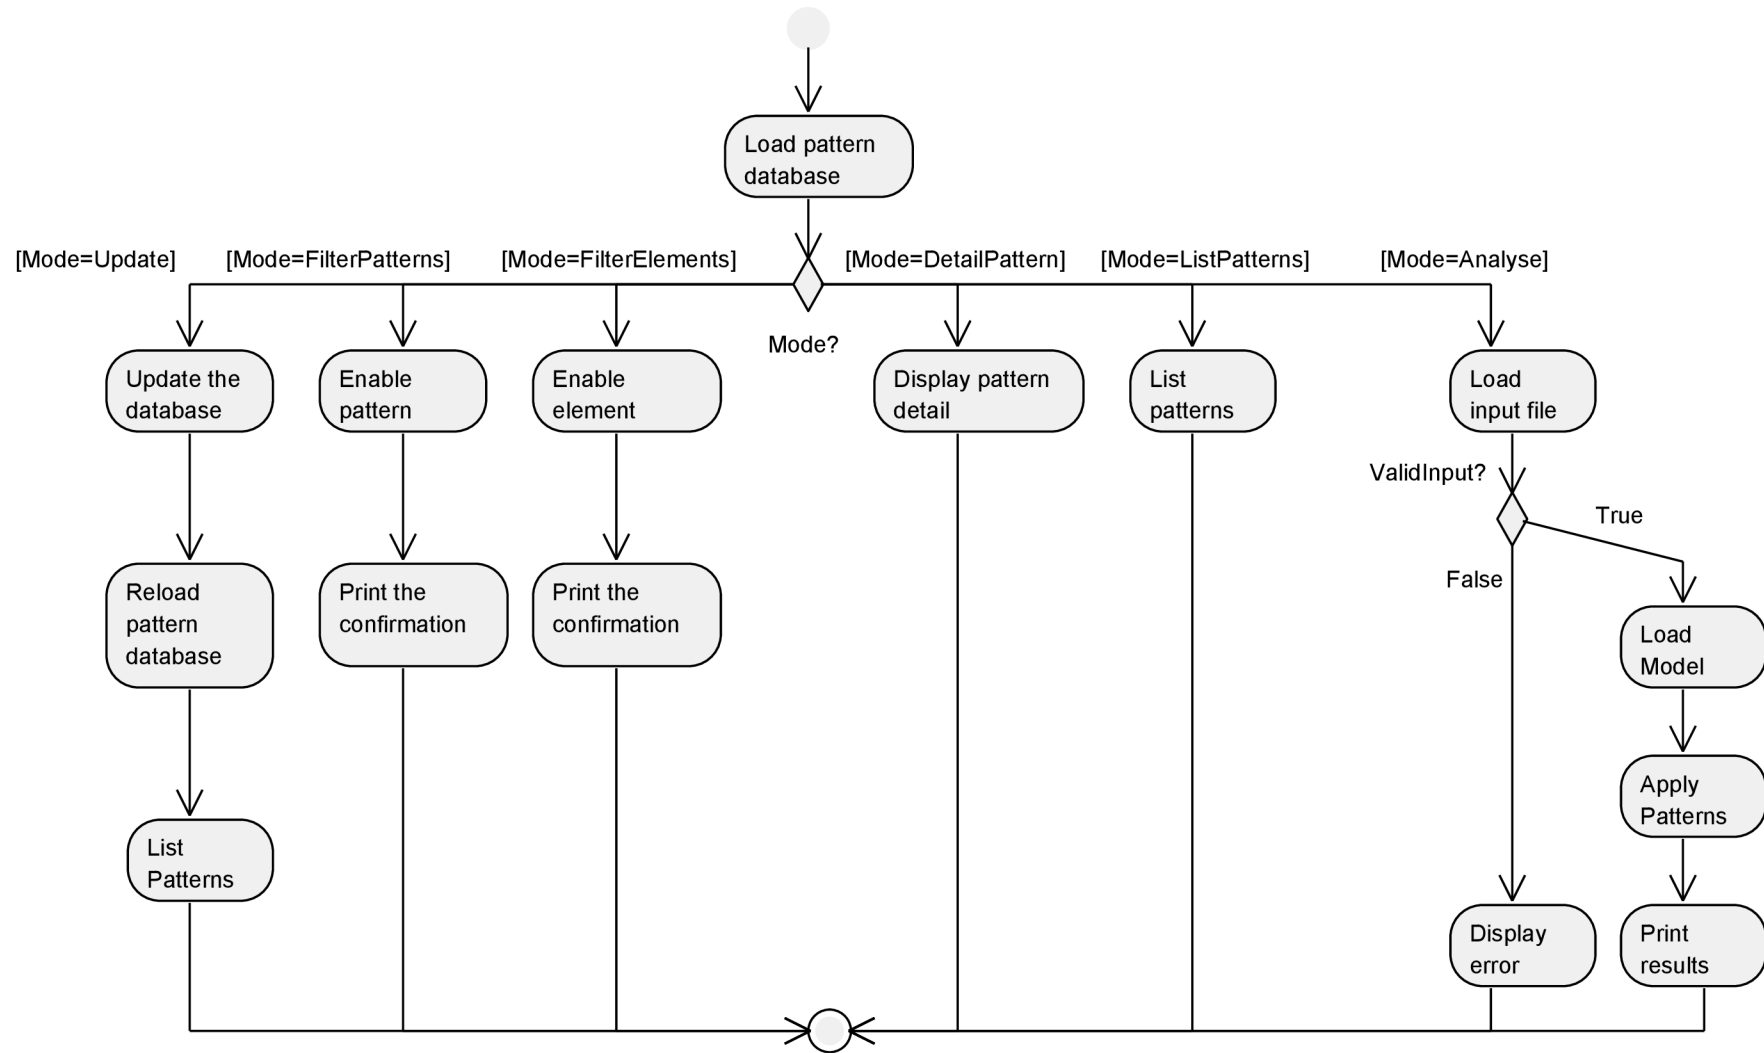 Load pattern
database
[Mode=Update]
[Mode=FilterPatterns]
[Mode=FilterElements]
[Mode=DetailPattern]
[Mode=ListPatterns]
[Mode=Analyse]
Mode?
Update the
database
Enable
pattern
Enable
element
Display pattern
detail
List
patterns
Load
input file
ValidInput?
True
False
Reload
pattern
database
Print the
confirmation
Print the
confirmation
Load
Model
Apply
Patterns
List
Patterns
Display
error
Print
results